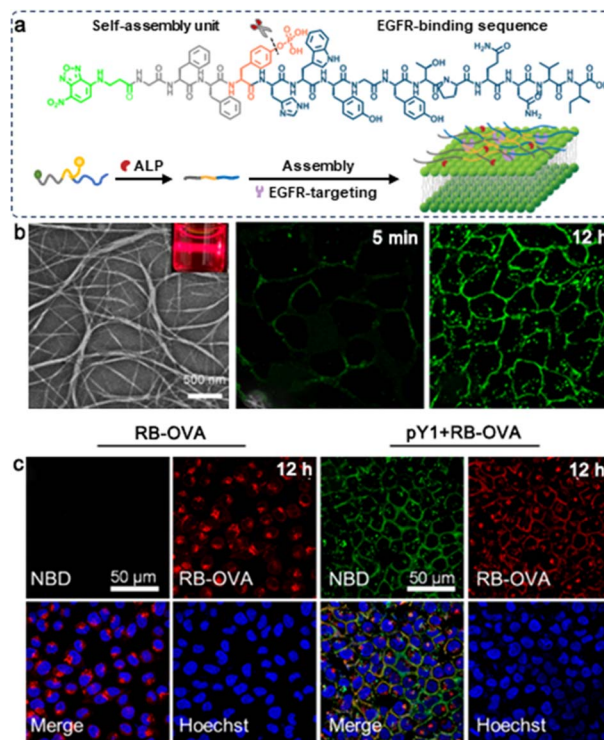 a
Self-assembly unit
EGFR-binding sequence
ALP
Assembly
EGFR-targeting
b
500 nm
5 min
12 h
RB-OVA
pY1+RB-OVA
c
12 h
12 h
NBD
50 µm
RB-OVA
NBD
50 µm
RB-OVA
Merge
Hoechst
Merge
Hoechst